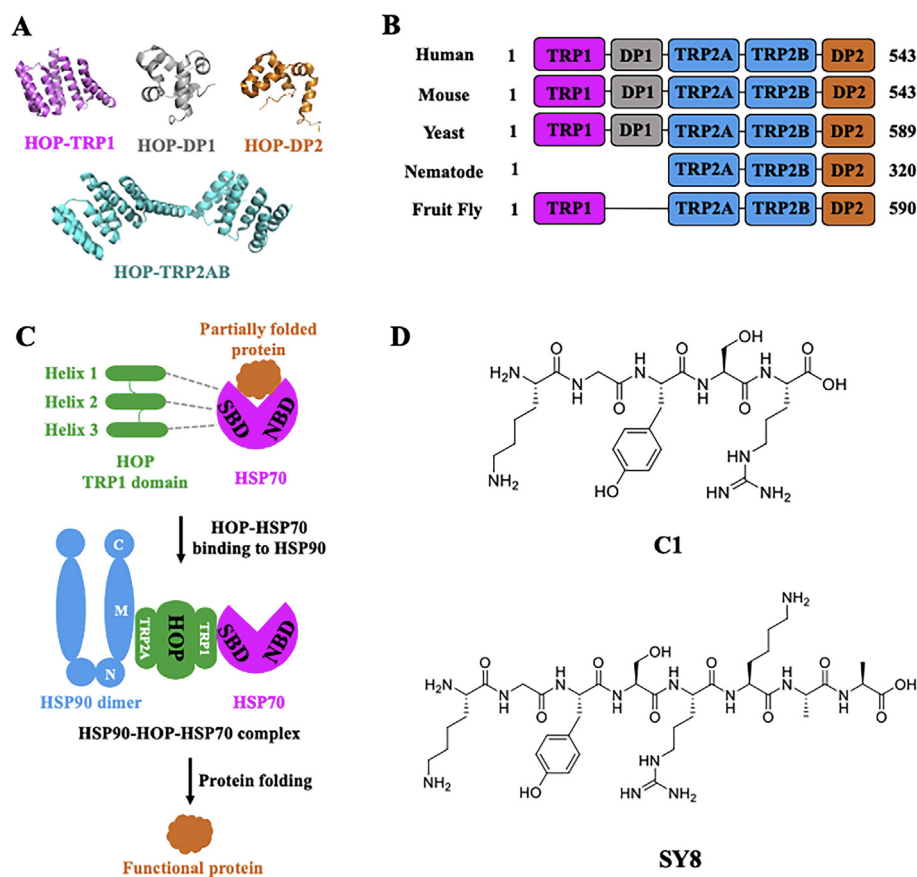 A
HOP-TRP1
HOP-DP1
HOP-DP2
HOP-TRP2AB
B
Human 1 TRP1 DP1 TRP2A TRP2B DP2 543
Mouse 1 TRP1 DP1 TRP2A TRP2B DP2 543
Yeast 1 TRP1 DP1 TRP2A TRP2B DP2 589
Nematode 1 TRP2A TRP2B DP2 320
Fruit Fly 1 TRP1 TRP2A TRP2B DP2 590
C
Partially folded
protein
Helix 1
Helix 2
Helix 3
SBD NBD
HOP
TRP1 domain
HSP70
HOP-HSP70
binding to HSP90
C
M
N
TRP2A
HOP
TRP1
SBD NBD
HSP90 dimer
HSP70
HSP90-HOP-HSP70 complex
Protein folding
Functional protein
D
H2N
O
H
N
N
H
O
H
N
O
OH
N
H
O
H
N
O
OH
NH2
HO
NH
HN
NH2
C1
H2N
O
H
N
N
H
O
H
N
O
OH
N
H
O
H
N
O
N
H
O
NH2
H
N
O
N
H
O
OH
NH2
HO
NH
HN
NH2
SY8